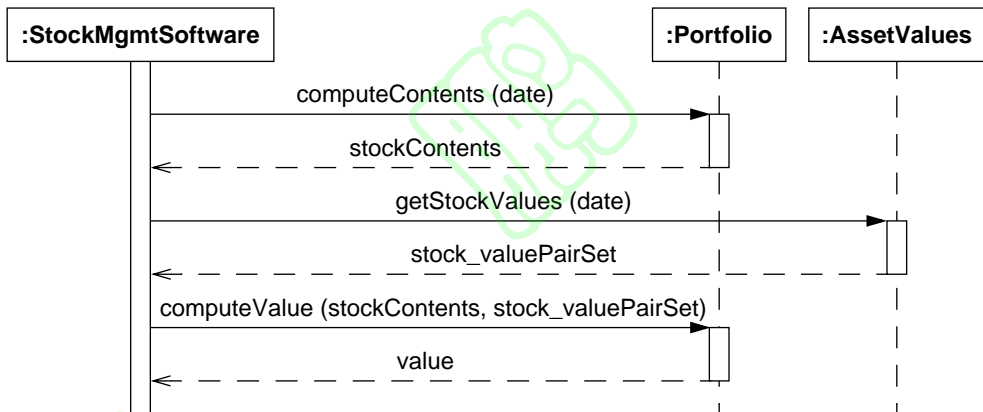 :StockMgmtSoftware
:Portfolio
:AssetValues
computeContents (date)
stockContents
getStockValues (date)
stock_valuePairSet
computeValue (stockContents, stock_valuePairSet)
value